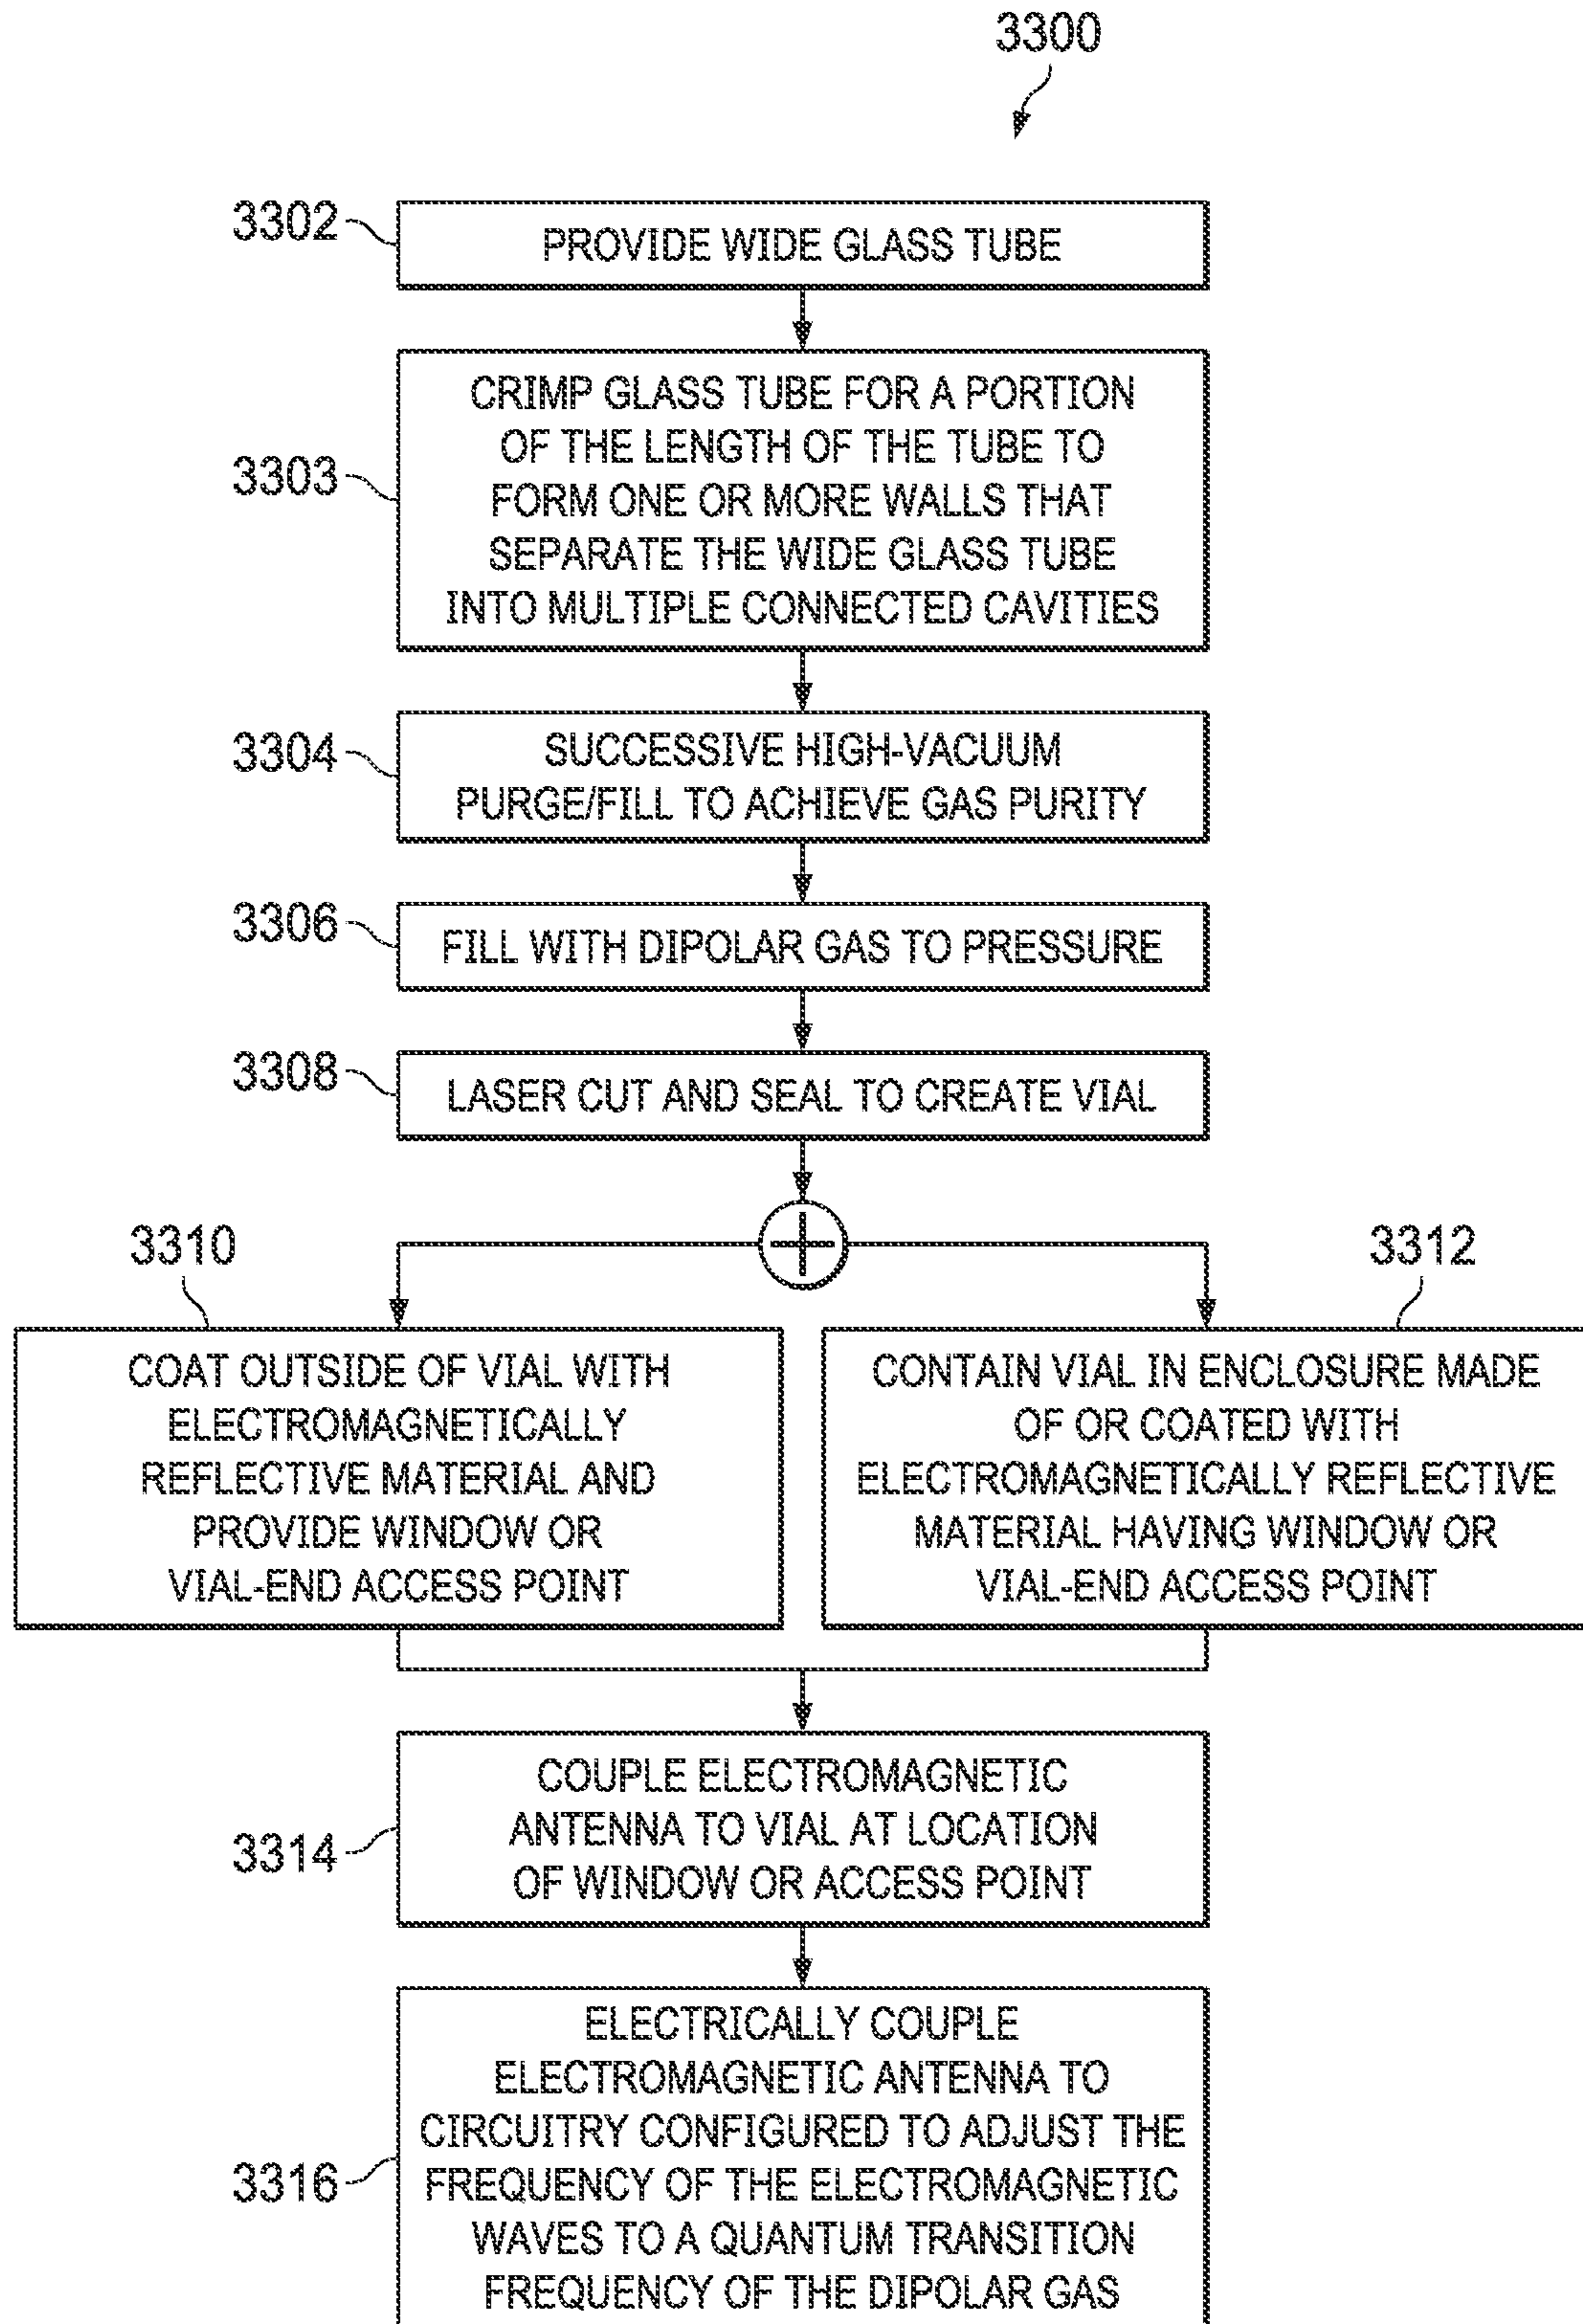 3300
3302
PROVIDE WIDE GLASS TUBE
3303
CRIMP GLASS TUBE FOR A PORTION
OF THE LENGTH OF THE TUBE TO
FORM ONE OR MORE WALLS THAT
SEPARATE THE WIDE GLASS TUBE
INTO MULTIPLE CONNECTED CAVITIES
3304
SUCCESSIVE HIGH-VACUUM
PURGE/FILL TO ACHIEVE GAS PURITY
3306
FILL WITH DIPOLAR GAS TO PRESSURE
3308
LASER CUT AND SEAL TO CREATE VIAL
3310
COAT OUTSIDE OF VIAL WITH
ELECTROMAGNETICALLY
REFLECTIVE MATERIAL AND
PROVIDE WINDOW OR
VIAL-END ACCESS POINT
3312
CONTAIN VIAL IN ENCLOSURE MADE
OF OR COATED WITH
ELECTROMAGNETICALLY REFLECTIVE
MATERIAL HAVING WINDOW OR
VIAL-END ACCESS POINT
3314
COUPLE ELECTROMAGNETIC
ANTENNA TO VIAL AT LOCATION
OF WINDOW OR ACCESS POINT
3316
ELECTRICALLY COUPLE
ELECTROMAGNETIC ANTENNA TO
CIRCUITRY CONFIGURED TO ADJUST THE
FREQUENCY OF THE ELECTROMAGNETIC
WAVES TO A QUANTUM TRANSITION
FREQUENCY OF THE DIPOLAR GAS